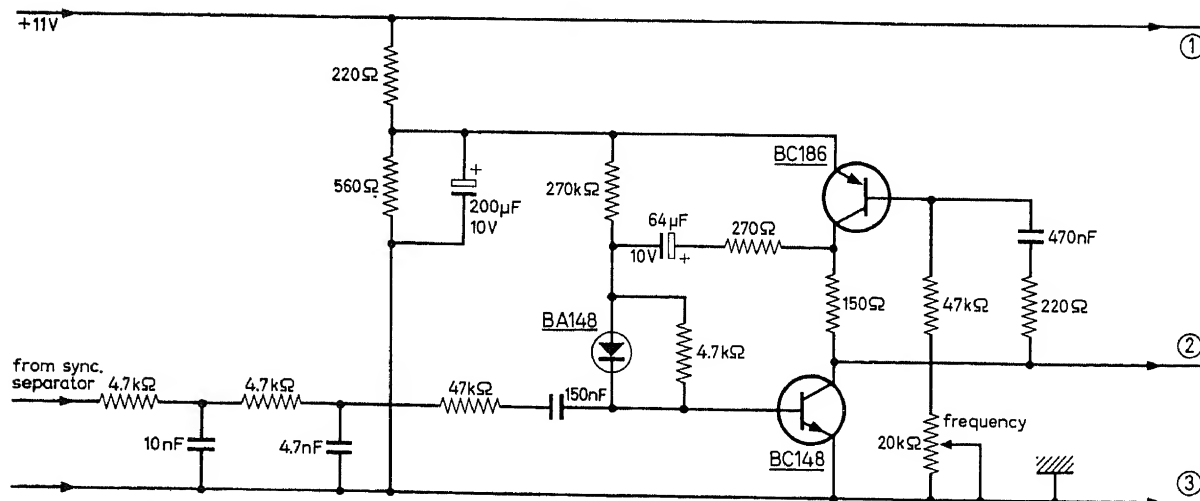 +11V
①
220Ω
560Ω
+
200µF
10V
270kΩ
64µF
10V
+
270Ω
BC186
470nF
150Ω
47kΩ
220Ω
BA148
4.7kΩ
②
from sync.
separator
4.7kΩ
4.7kΩ
47kΩ
150nF
10nF
4.7nF
BC148
frequency
20kΩ
③